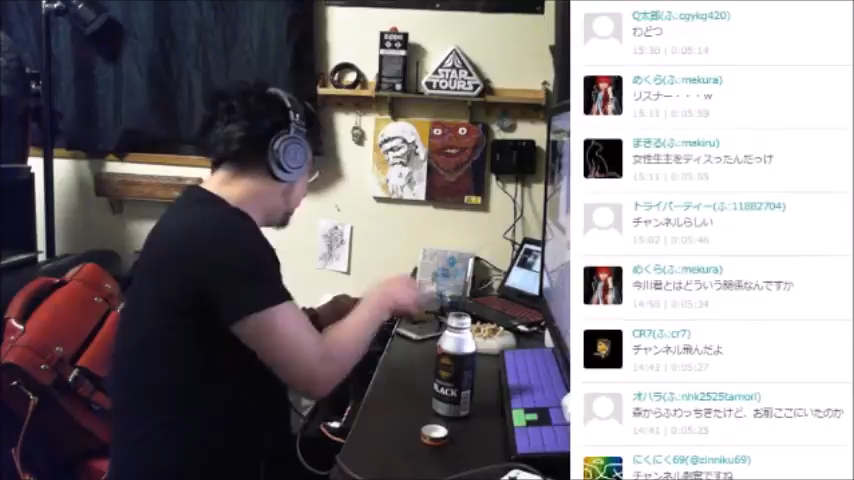 zippo
STAR
TOURS
BLACK
Q太郎(ふ:cgykg420)
わどつ
15:30 | 0:05:14
めくら(ふ:mekura)
リスナー・・・w
15:13 | 0:05:59
まきる(ふ:makiru)
女性生主をディスったんだっけ
15:11 | 0:05:55
トライパーティー(ふ:11882704)
チャンネルらしい
15:02 | 0:05:46
めくら(ふ:mekura)
今川君とはどういう関係なんですか
14:50 | 0:05:34
CR7(ふ:cr7)
チャンネル飛んだよ
14:42 | 0:05:27
オハラ(ふ:nhk2525tamori)
森からふわっちきたけど、お前ここにいたのか
14:41 | 0:05:25
にくにく69(@zinniku69)
チャンネル剥奪ですね